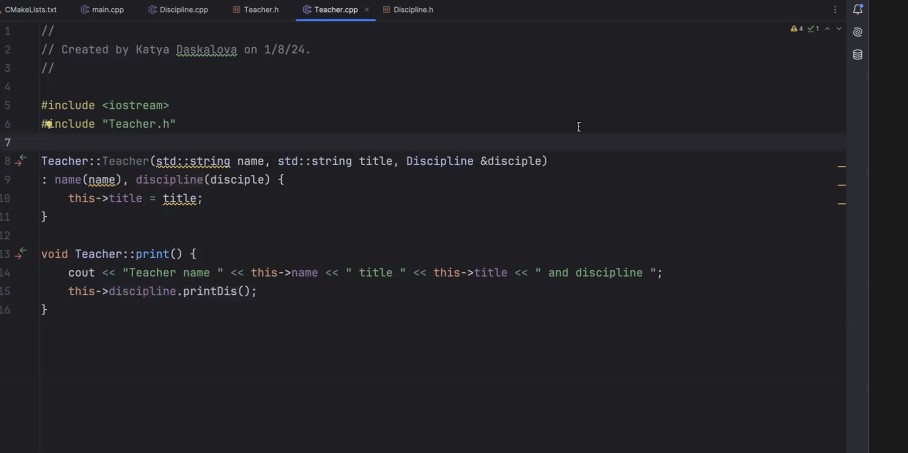 CMakeLists.txt main.cpp Discipline.cpp Teacher.h Teacher.cpp Discipline.h
4 1
1 //
2 // Created by Katya Daskalova on 1/8/24.
3 //
4
5 #include <iostream>
6 #include "Teacher.h"
7
8 Teacher::Teacher(std::string name, std::string title, Discipline &disciple)
9 : name(name), discipline(disciple) {
10 this->title = title;
11 }
12
13 void Teacher::print() {
14 cout << "Teacher name " << this->name << " title " << this->title << " and discipline ";
15 this->discipline.printDis();
16 }